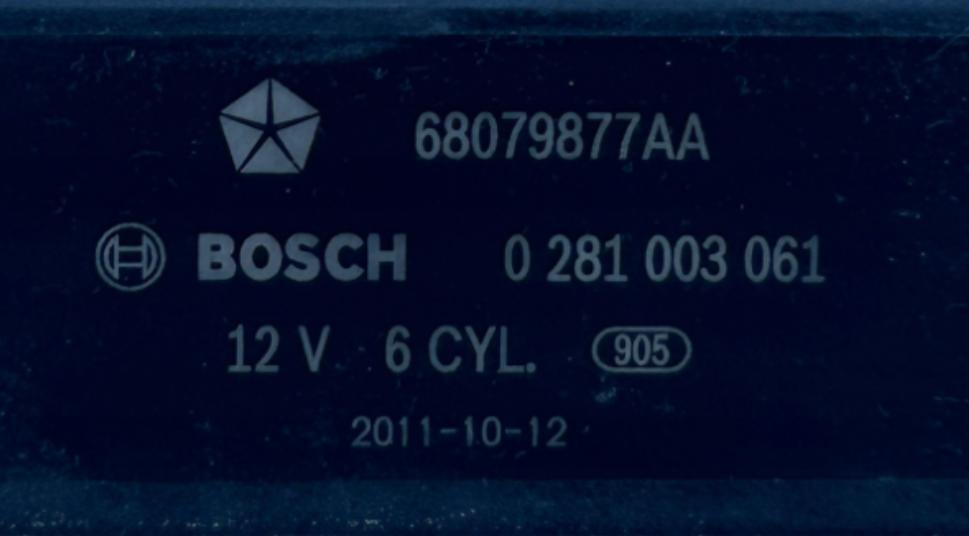 68079877AA
BOSCH 0 281 003 061
12 V 6 CYL. 905
2011-10-12